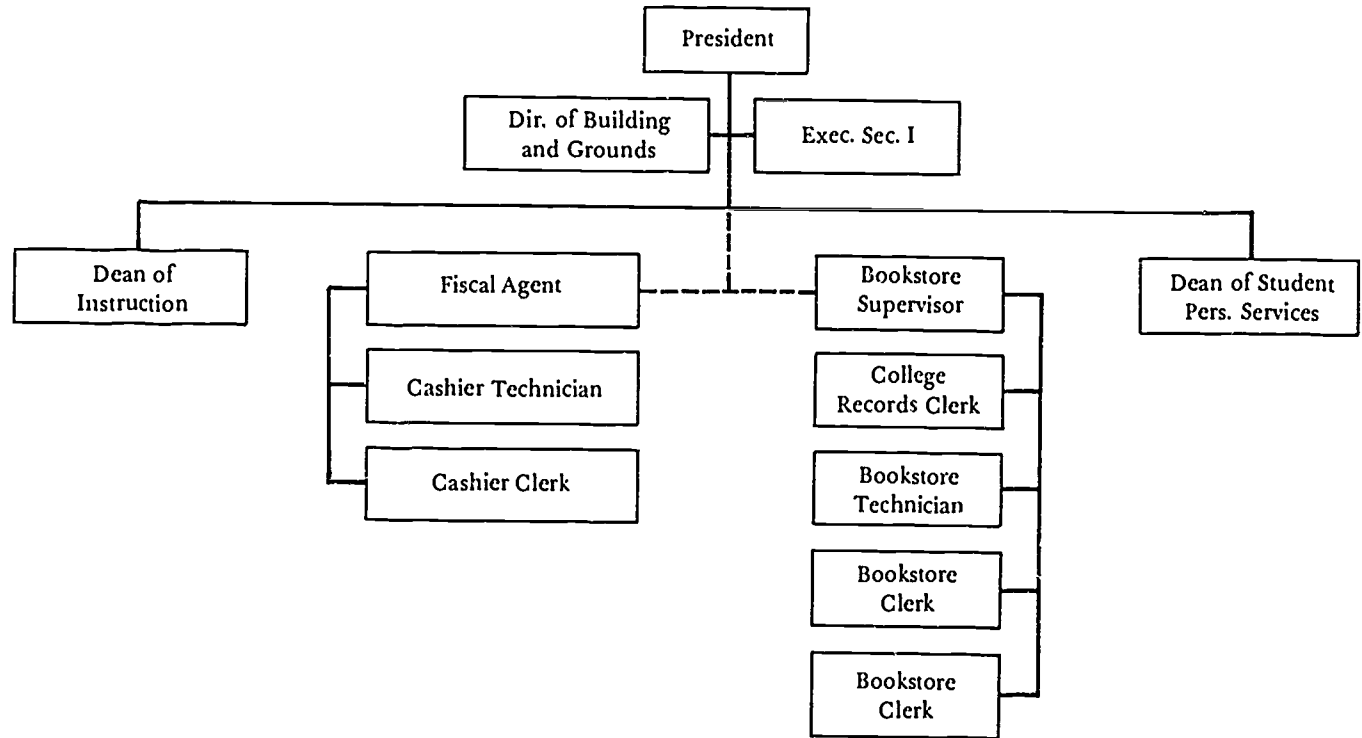 President
Dir. of Building
and Grounds
Exec. Sec. I
Dean of
Instruction
Fiscal Agent
Bookstore
Supervisor
Dean of Student
Pers. Services
Cashier Technician
College
Records Clerk
Cashier Clerk
Bookstore
Technician
Bookstore
Clerk
Bookstore
Clerk